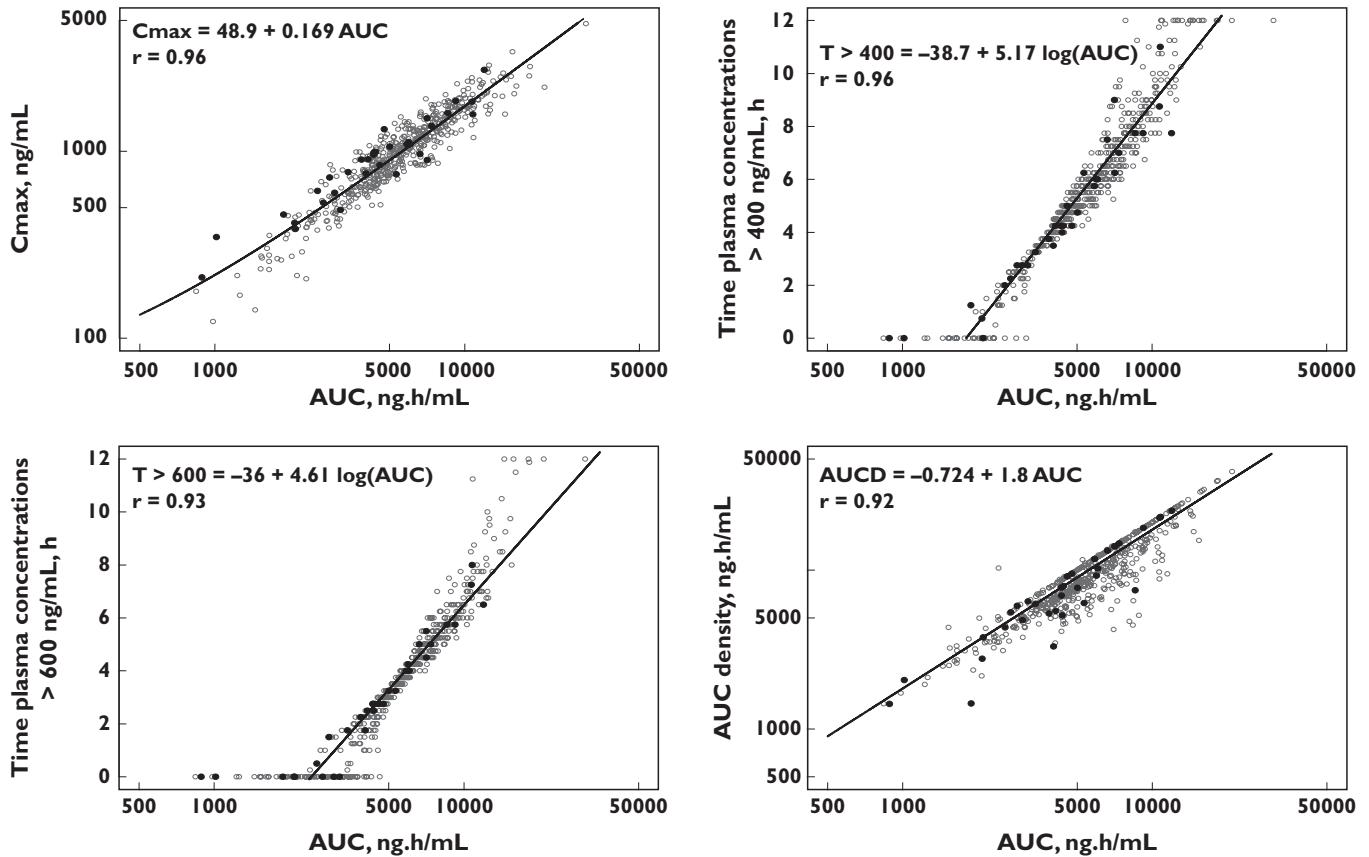 Cmax = 48.9 + 0.169 AUC
r = 0.96
Cmax, ng/mL
5000
1000
500
100
500
1000
5000
10000
50000
AUC, ng.h/mL
T > 400 = –38.7 + 5.17 log(AUC)
r = 0.96
Time plasma concentrations
> 400 ng/mL, h
12
10
8
6
4
2
0
500
1000
5000
10000
50000
AUC, ng.h/mL
T > 600 = –36 + 4.61 log(AUC)
r = 0.93
Time plasma concentrations
> 600 ng/mL, h
12
10
8
6
4
2
0
500
1000
5000
10000
50000
AUC, ng.h/mL
AUCD = –0.724 + 1.8 AUC
r = 0.92
AUC density, ng.h/mL
50000
5000
1000
500
500
1000
5000
10000
50000
AUC, ng.h/mL